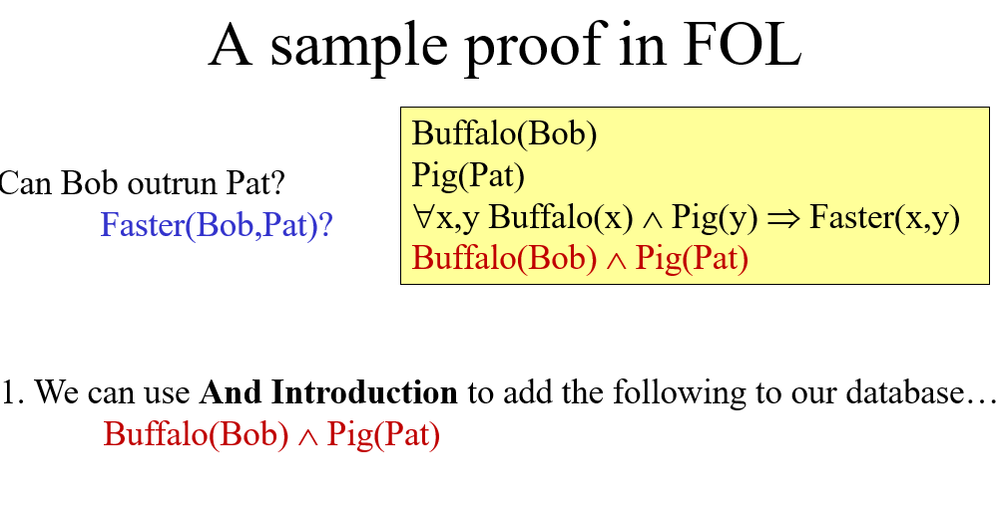 A sample proof in FOL
Can Bob outrun Pat?
Faster(Bob,Pat)?
Buffalo(Bob)
Pig(Pat)
∀x,y Buffalo(x) ∧ Pig(y) ⇒ Faster(x,y)
Buffalo(Bob) ∧ Pig(Pat)
1. We can use And Introduction to add the following to our database…
Buffalo(Bob) ∧ Pig(Pat)